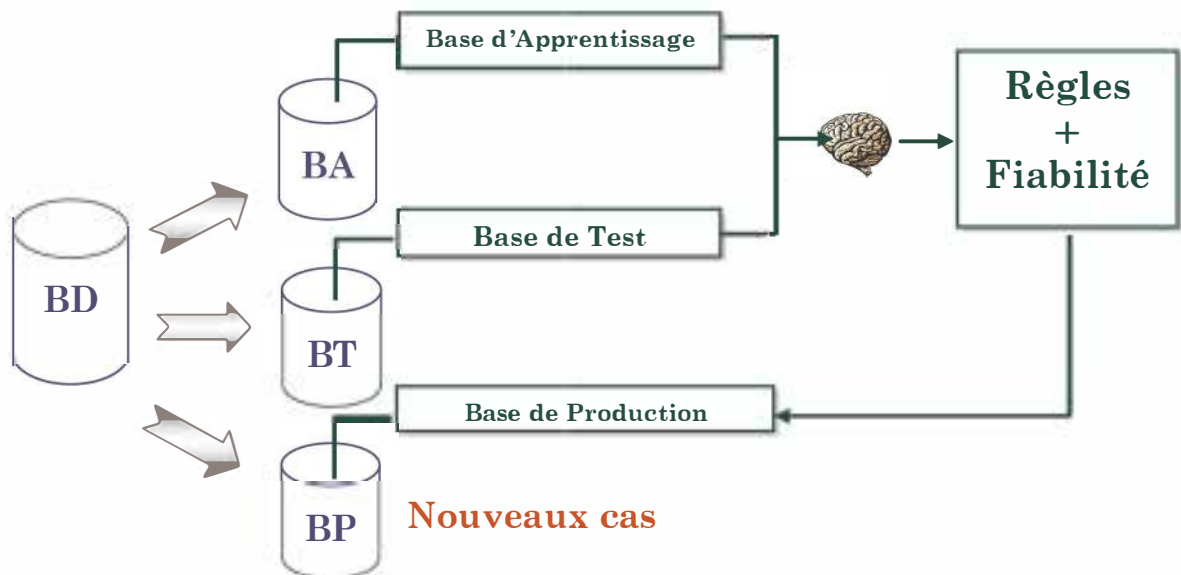 Base d'Apprentissage
BA
Règles
+
Fiabilité
Base de Test
BD
BT
Base de Production
BP
Nouveaux cas